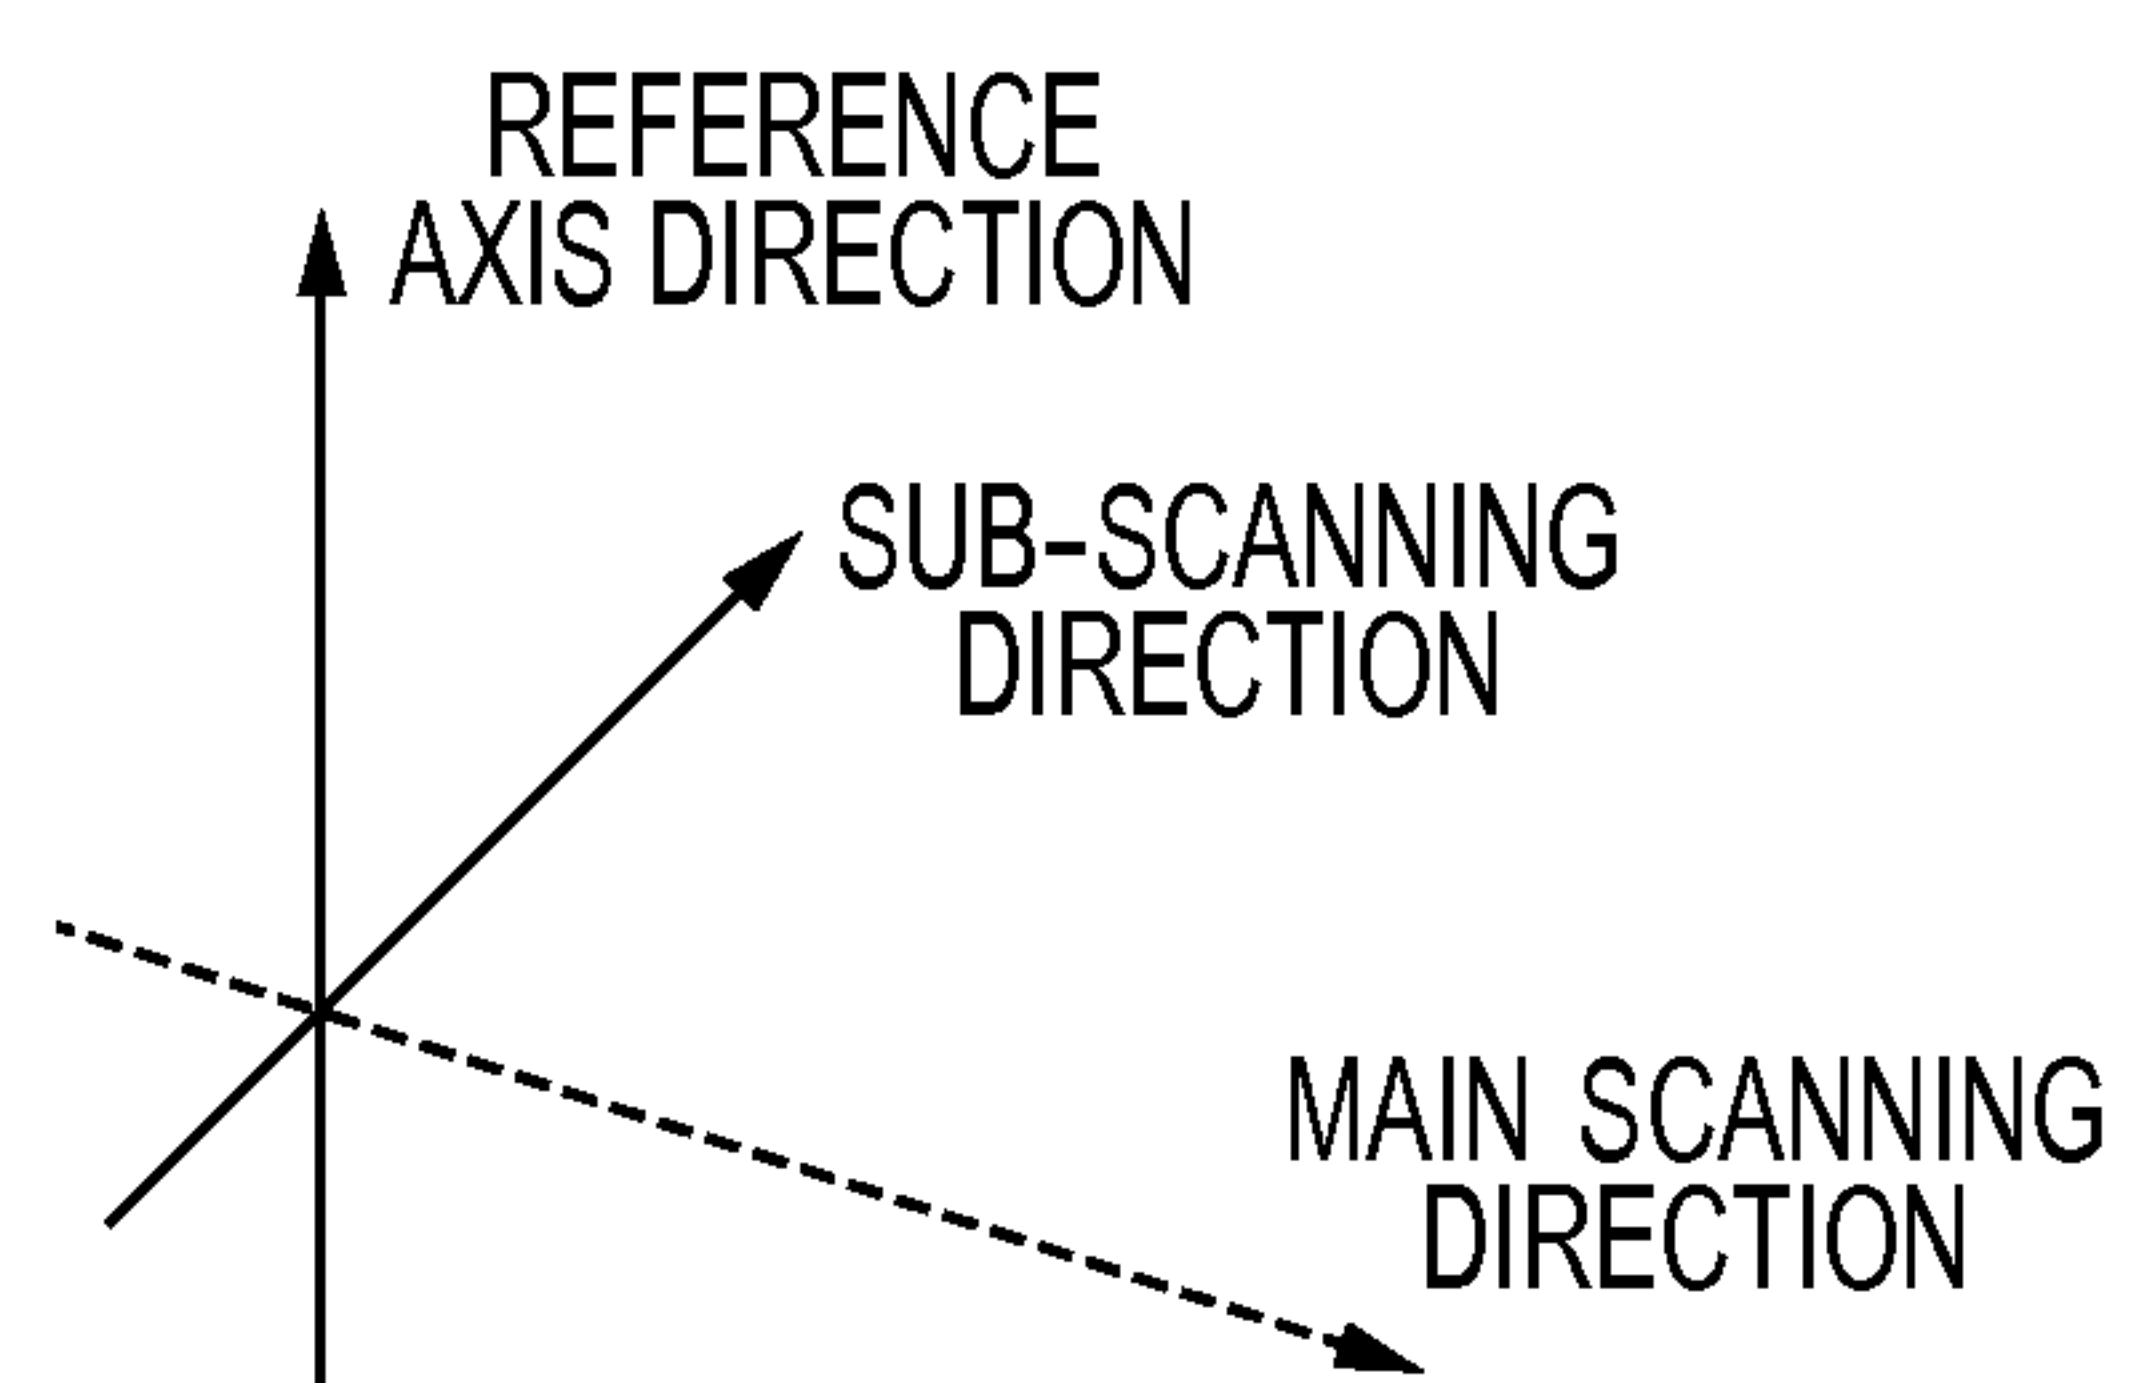 REFERENCE
AXIS DIRECTION
SUB-SCANNING
DIRECTION
MAIN SCANNING
DIRECTION